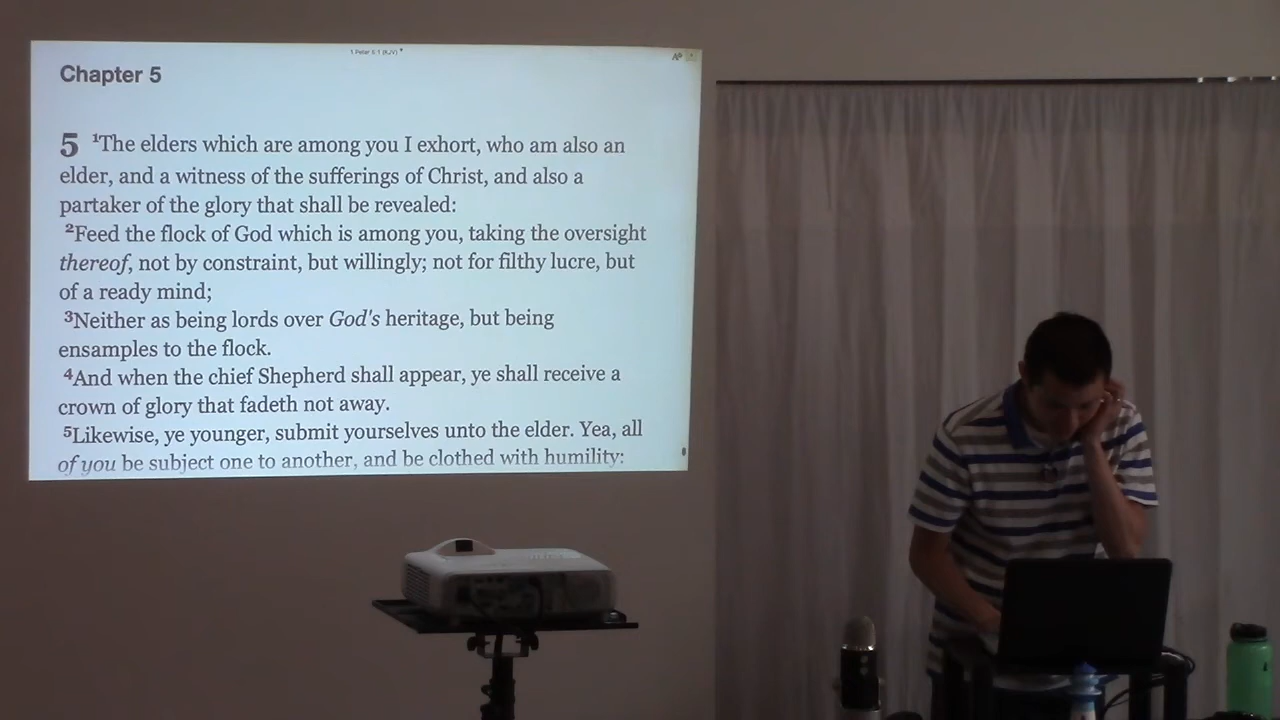 1 Peter 5:1 (KJV)
Chapter 5
5 ¹The elders which are among you I exhort, who am also an
elder, and a witness of the sufferings of Christ, and also a
partaker of the glory that shall be revealed:
²Feed the flock of God which is among you, taking the oversight
thereof, not by constraint, but willingly; not for filthy lucre, but
of a ready mind;
³Neither as being lords over God's heritage, but being
ensamples to the flock.
⁴And when the chief Shepherd shall appear, ye shall receive a
crown of glory that fadeth not away.
⁵Likewise, ye younger, submit yourselves unto the elder. Yea, all
of you be subject one to another, and be clothed with humility: